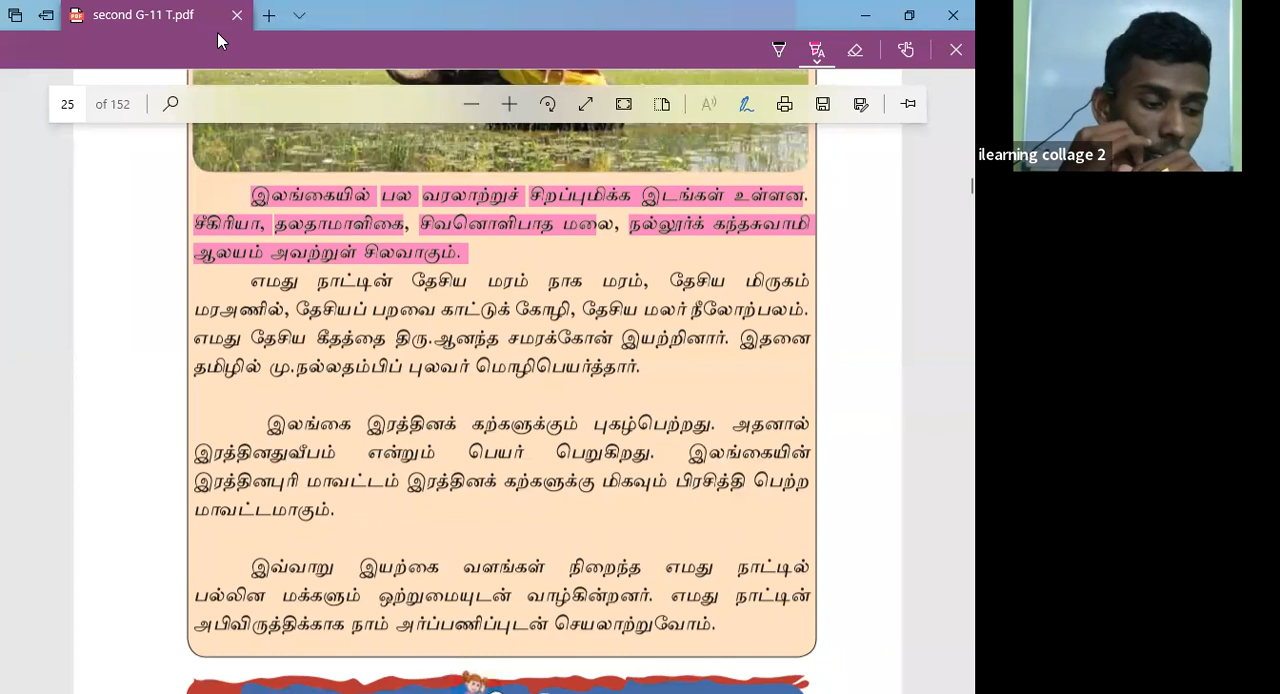 second G-11 T.pdf
25 of 152
ilearning collage 2
இலங்கையில் பல வரலாற்றுச் சிறப்புமிக்க இடங்கள் உள்ளன.
சீகிரியா, தலதாமாளிகை, சிவனொளிபாத மலை, நல்லூர்க் கந்தசுவாமி
ஆலயம் அவற்றுள் சிலவாகும்.
எமது நாட்டின் தேசிய மரம் நாக மரம், தேசிய மிருகம்
மரஅணில், தேசியப் பறவை காட்டுக் கோழி, தேசிய மலர் நீலோற்பலம்.
எமது தேசிய கீதத்தை திரு.ஆனந்த சமரக்கோன் இயற்றினார். இதனை
தமிழில் மு.நல்லதம்பிப் புலவர் மொழிபெயர்த்தார்.
இலங்கை இரத்தினக் கற்களுக்கும் புகழ்பெற்றது. அதனால்
இரத்தினதுவீபம் என்றும் பெயர் பெறுகிறது. இலங்கையின்
இரத்தினபுரி மாவட்டம் இரத்தினக் கற்களுக்கு மிகவும் பிரசித்தி பெற்ற
மாவட்டமாகும்.
இவ்வாறு இயற்கை வளங்கள் நிறைந்த எமது நாட்டில்
பல்லின மக்களும் ஒற்றுமையுடன் வாழ்கின்றனர். எமது நாட்டின்
அபிவிருத்திக்காக நாம் அர்ப்பணிப்புடன் செயலாற்றுவோம்.